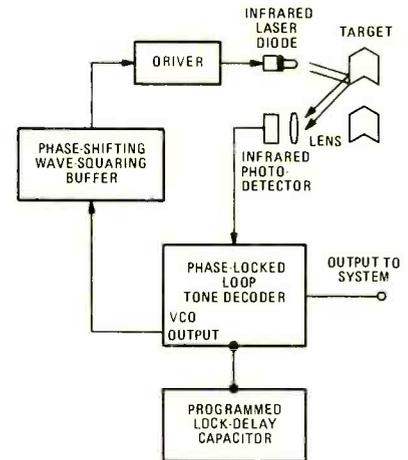 INFRARED
LASER
DIODE
TARGET
DRIVER
PHASE-SHIFTING
WAVE-SQUARING
BUFFER
LENS
INFRARED
PHOTO-
DETECTOR
PHASE-LOCKED
LOOP
TONE DECODER
VCO
OUTPUT
OUTPUT TO
SYSTEM
PROGRAMMED
LOCK-DELAY
CAPACITOR